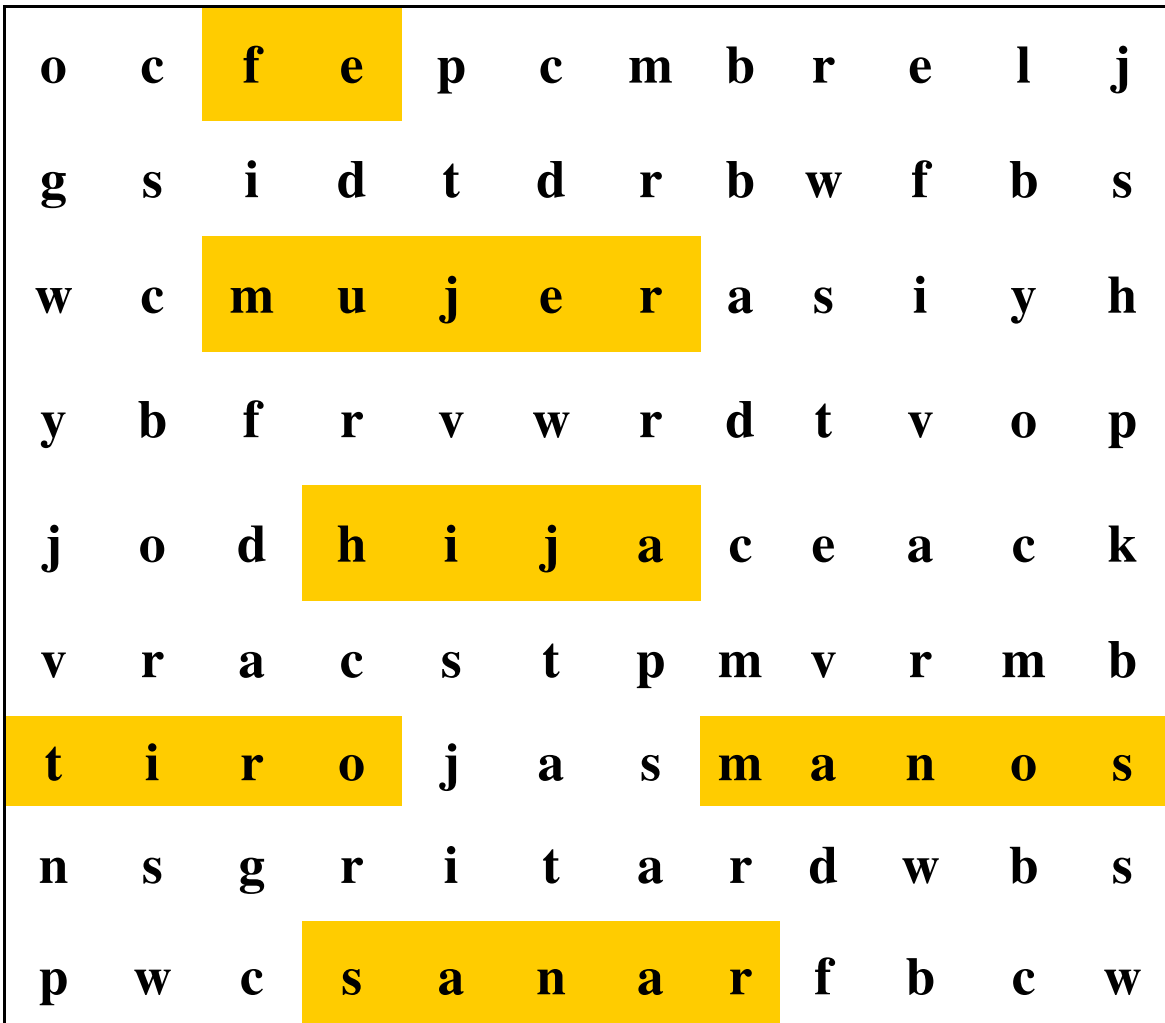 o c f e p c m b r e l j
g s i d t d r b w f b s
w c m u j e r a s i y h
y b f r v w r d t v o p
j o d h i j a c e a c k
v r a c s t p m v r m b
t i r o j a s m a n o s
n s g r i t a r d w b s
p w c s a n a r f b c w